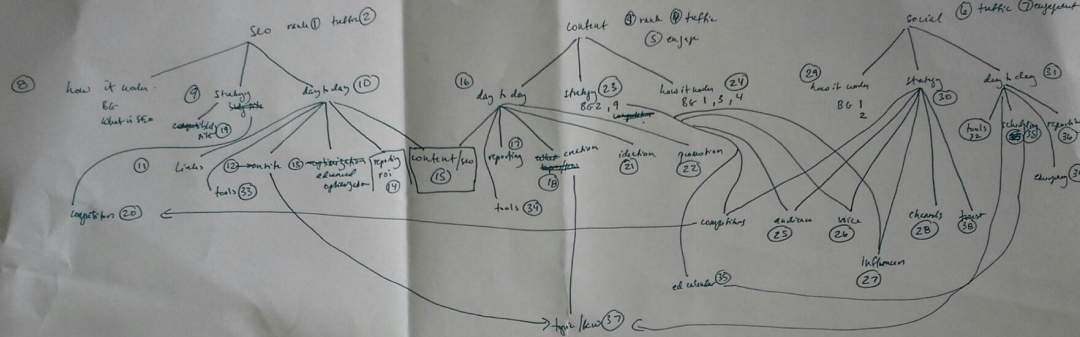 SEO rank ① traffic ②
content ④ rank traffic
⑤ engage
social ⑥ traffic ⑦ engagement
⑧ how it works
BG
What is SEO
⑨ strategy
⑲
day to day ⑩
⑯ day to day
strategy ㉓
BG 2, 9
how it works ㉔
BG 1, 3, 4
㉙ how it works
BG 1
2
strategy ㉚
day to day ㉛
⑪ Links
⑫ onsite
tools ㉝
⑬
advanced
optimization
reporting
ROI
⑭
content/SEO
⑮
reporting ⑰
tools ㉞
creation
⑱
ideation
㉑
promotion
㉒
tools
32
scheduling
reporting
36
competitors ⑳
competitors
audience
㉕
voice
㉖
channels
㉘
38
influencers
㉗
ed calendar ㉟
topic/KW ㊲